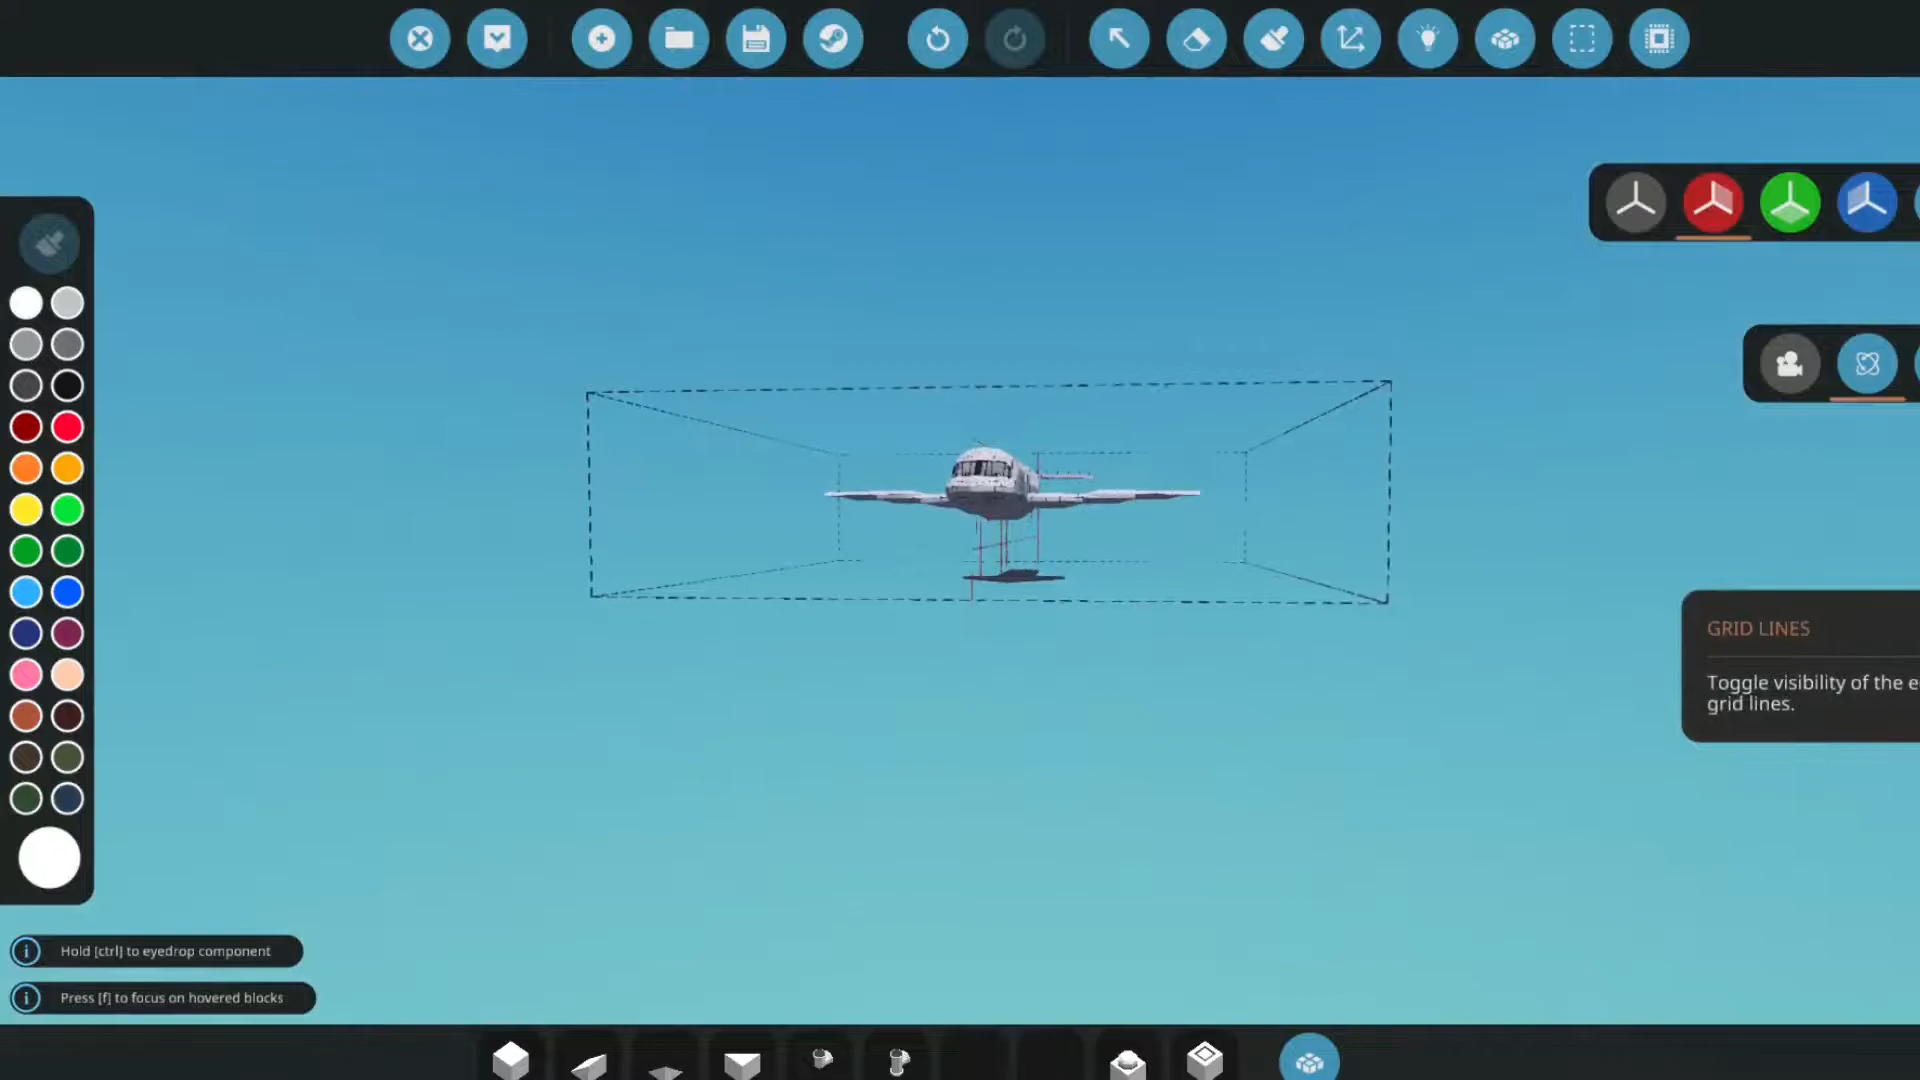 GRID LINES
Toggle visibility of the e
grid lines.
Hold [ctrl] to eyedrop component
Press [f] to focus on hovered blocks